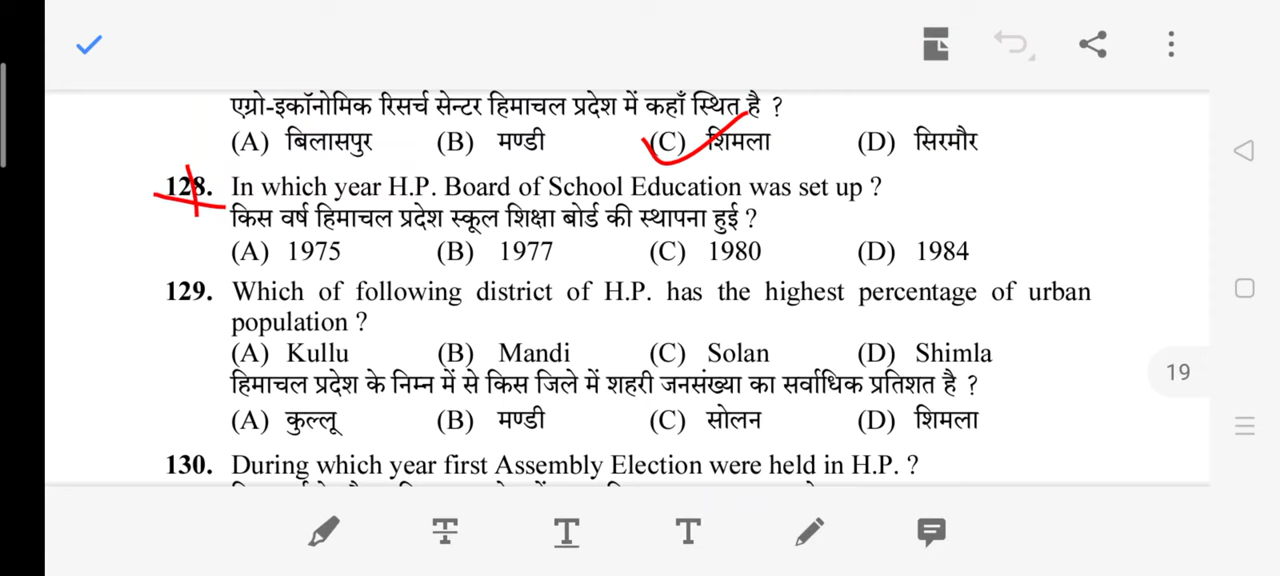 एग्रो-इकॉनोमिक रिसर्च सेन्टर हिमाचल प्रदेश में कहाँ स्थित है ?
(A) बिलासपुर (B) मण्डी (C) शिमला (D) सिरमौर
128. In which year H.P. Board of School Education was set up ?
किस वर्ष हिमाचल प्रदेश स्कूल शिक्षा बोर्ड की स्थापना हुई ?
(A) 1975 (B) 1977 (C) 1980 (D) 1984
129. Which of following district of H.P. has the highest percentage of urban
population ?
(A) Kullu (B) Mandi (C) Solan (D) Shimla
हिमाचल प्रदेश के निम्न में से किस जिले में शहरी जनसंख्या का सर्वाधिक प्रतिशत है ?
(A) कुल्लू (B) मण्डी (C) सोलन (D) शिमला
19
130. During which year first Assembly Election were held in H.P. ?
T T T